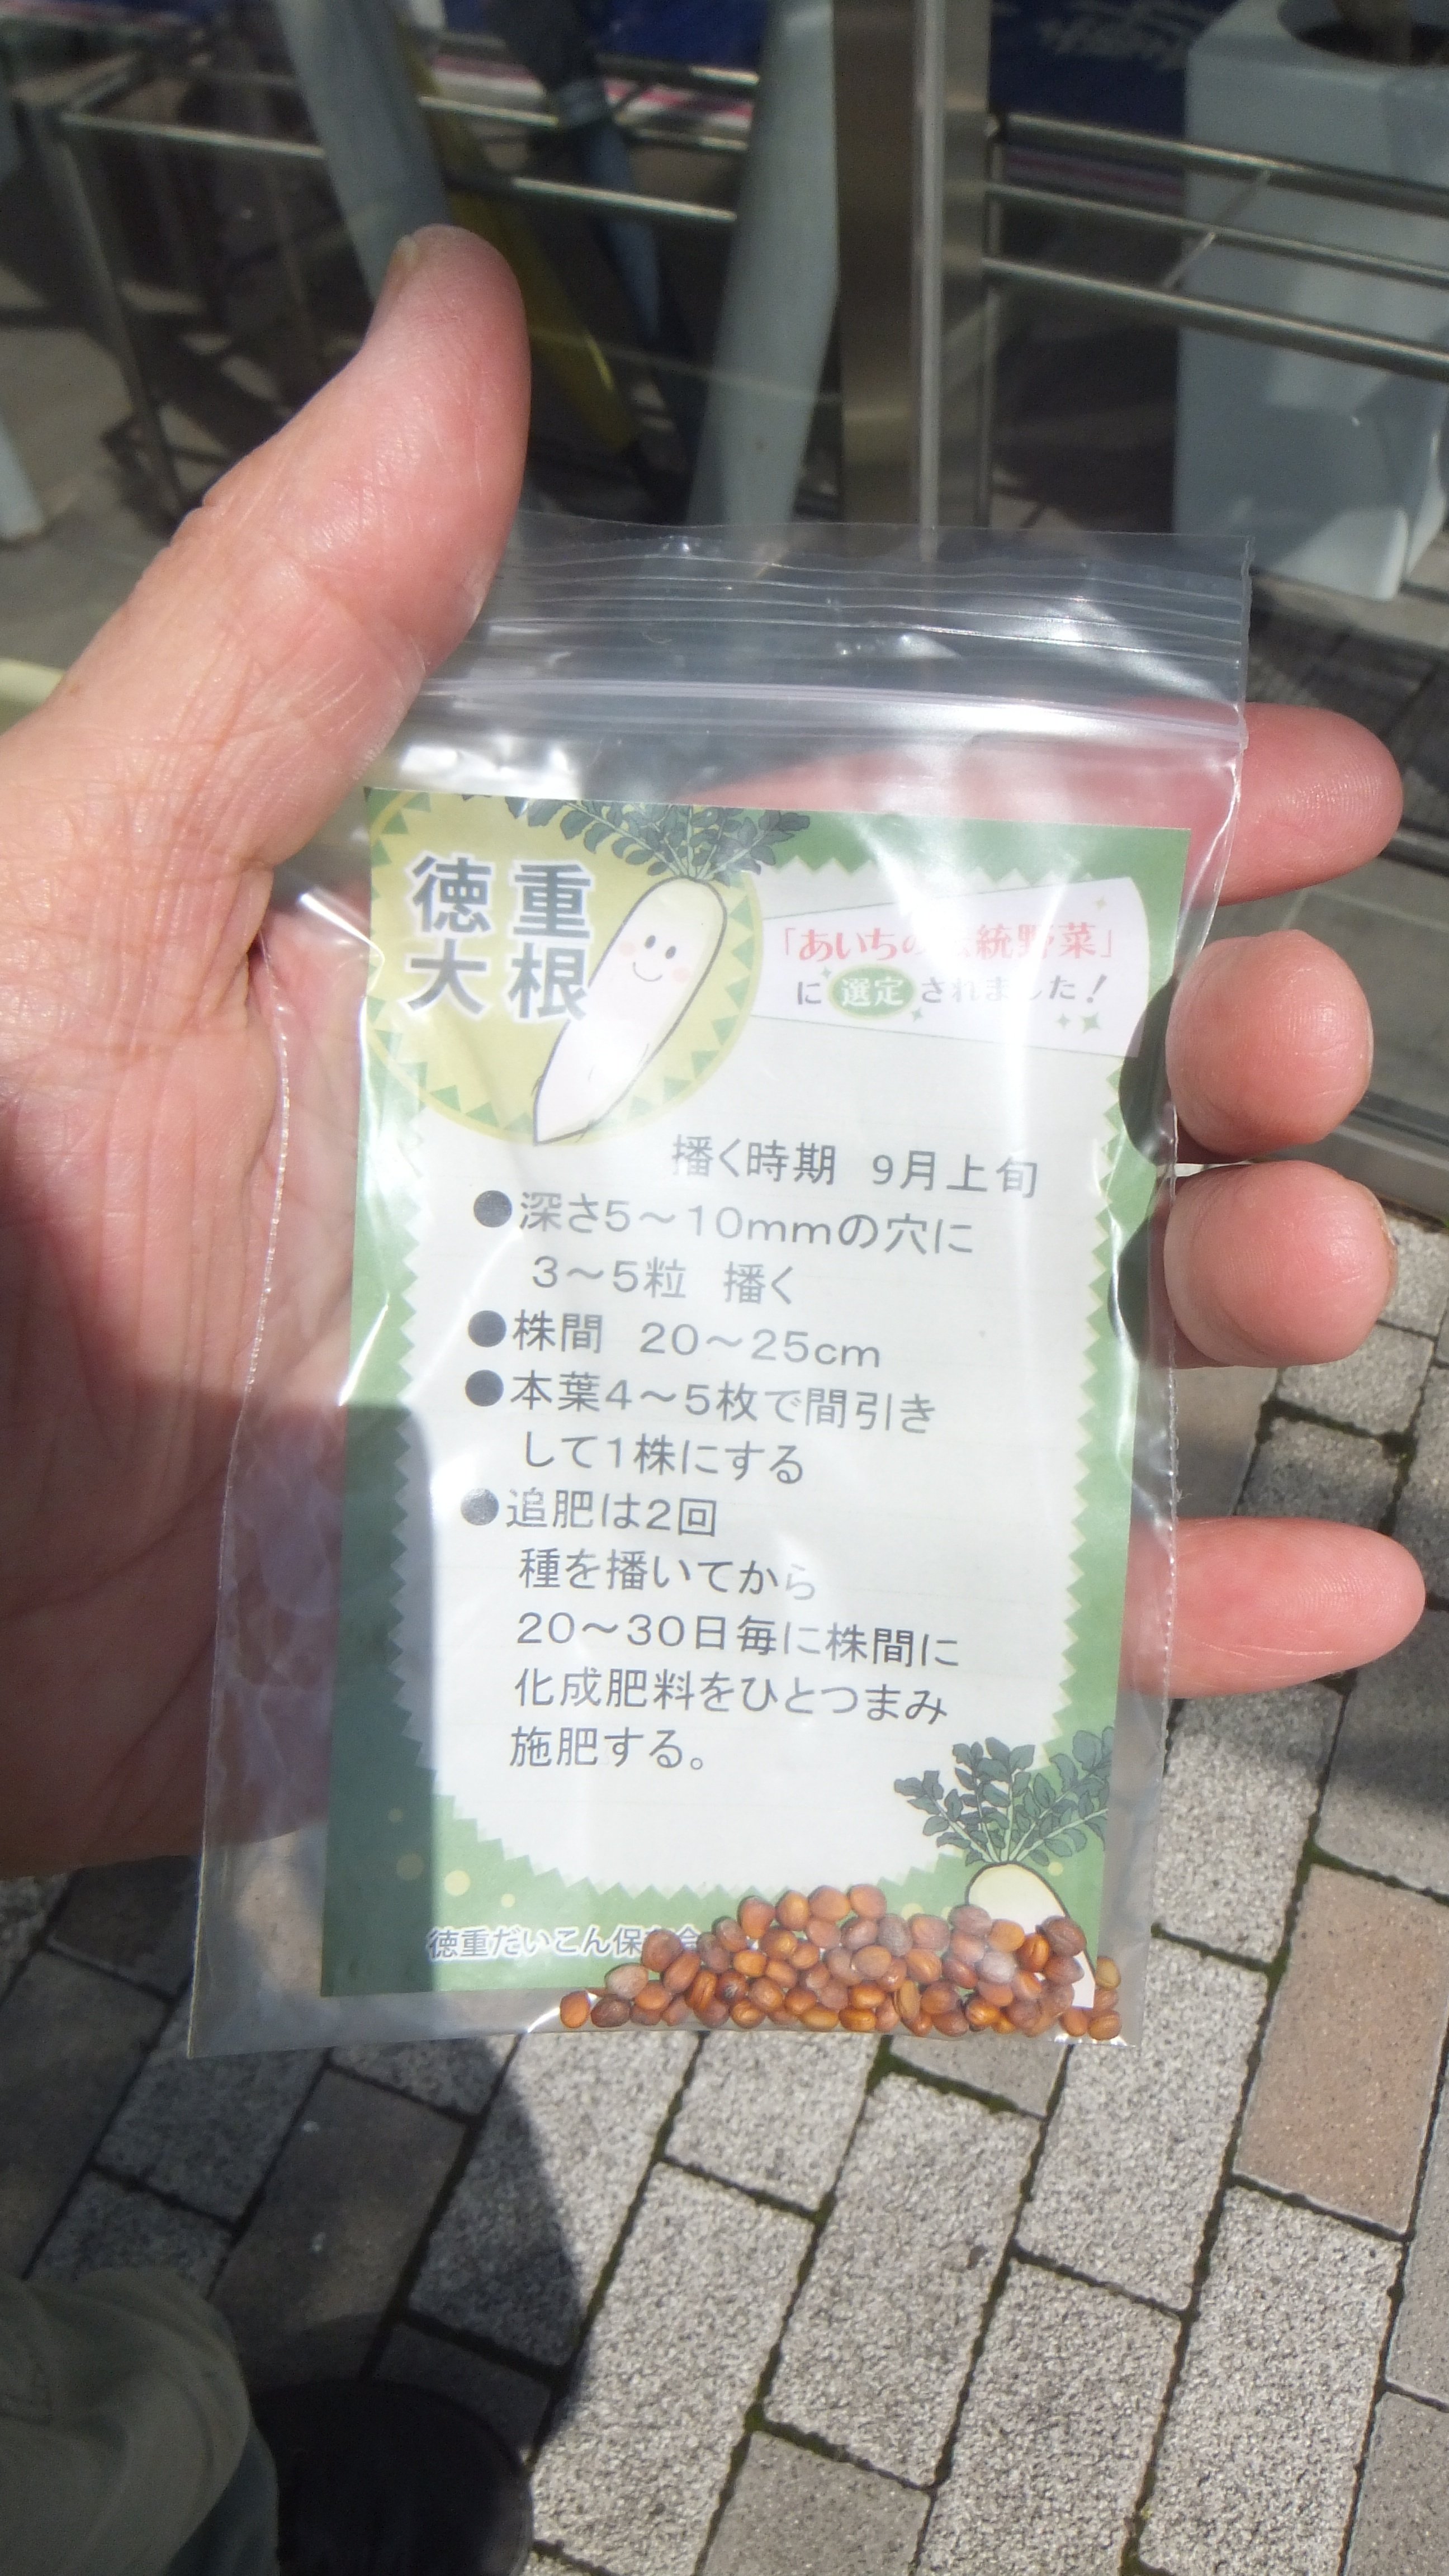 徳重
大根
「あいちの伝統野菜」
に選定されました!
播く時期 9月上旬
●深さ5~10mmの穴に
3~5粒 播く
●株間 20~25cm
●本葉4~5枚で間引き
して1株にする
●追肥は2回
種を播いてから
20~30日毎に株間に
化成肥料をひとつまみ
施肥する。
徳重だいこん保存会